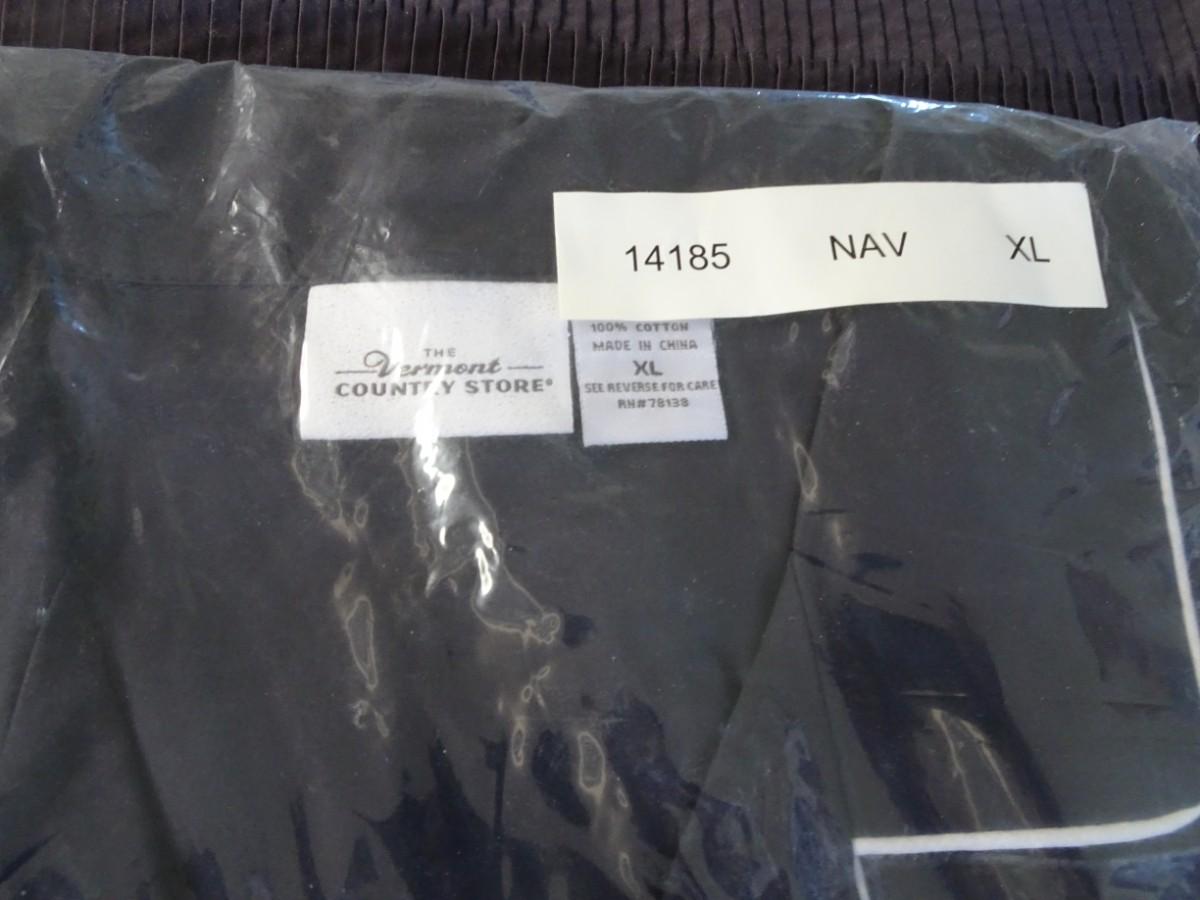 14185 NAV XL
THE
Vermont
COUNTRY STORE®
100% COTTON
MADE IN CHINA
XL
SEE REVERSE FOR CARE
RN#78138